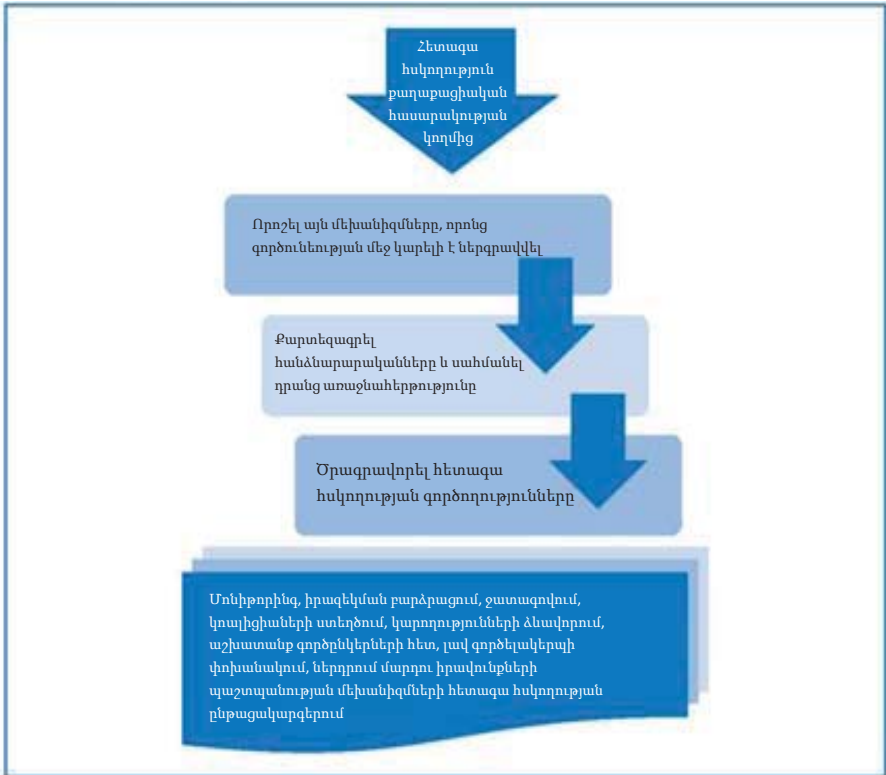 Հետագա
հսկողություն
քաղաքացիական
հասարակության
կողմից
Որոշել այն մեխանիզմները, որոնց
գործունեության մեջ կարելի է ներգրավվել
Քարտեզագրել
հանձնարարականները և սահմանել
դրանց առաջնահերթությունը
Ծրագրավորել հետագա
հսկողության գործողությունները
Մոնիթորինգ, իրազեկման բարձրացում, ջատագովում,
կոալիցիաների ստեղծում, կարողությունների ձևավորում,
աշխատանք գործընկերների հետ, լավ գործելակերպի
փոխանակում, ներդրում մարդու իրավունքների
պաշտպանության մեխանիզմների հետագա հսկողության
ընթացակարգերում